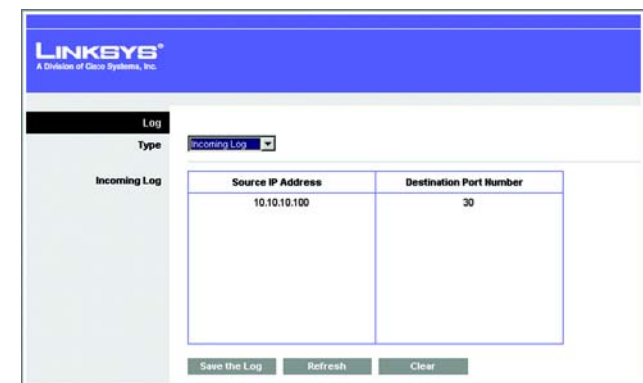 LINKSYS®
A Division of Cisco Systems, Inc.
Log
Type Incoming Log
Incoming Log
Source IP Address Destination Port Number
10.10.10.100 30
Save the Log Refresh Clear